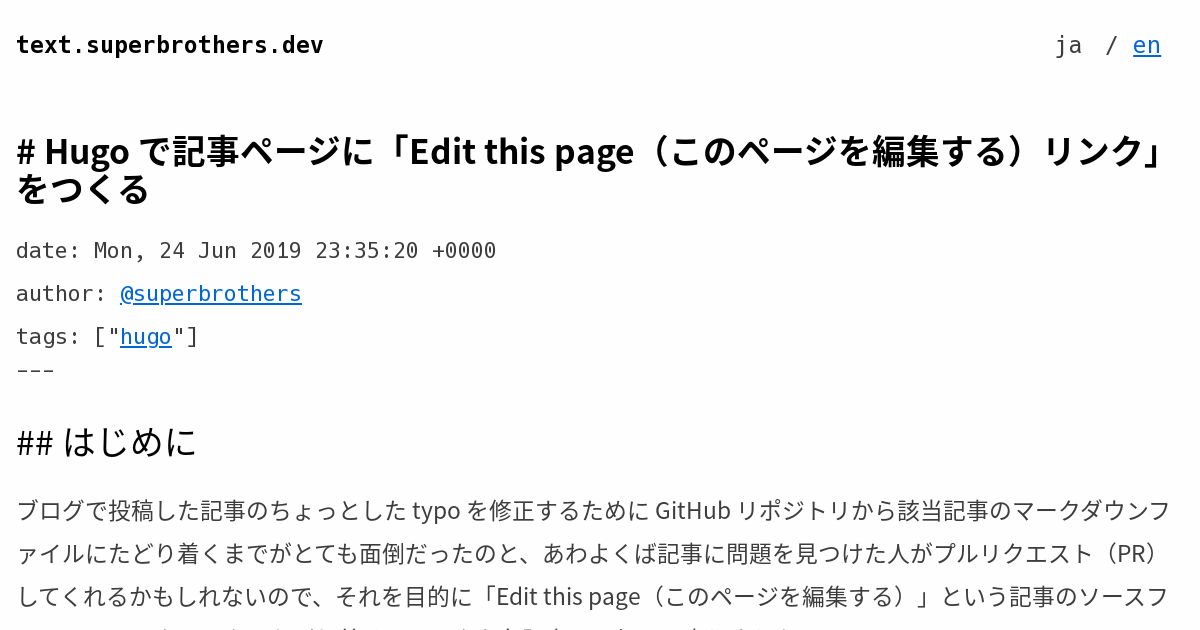 text.superbrothers.dev
ja / en
# Hugo で記事ページに「Edit this page（このページを編集する）リンク」
をつくる
date: Mon, 24 Jun 2019 23:35:20 +0000
author: @superbrothers
tags: ["hugo"]
---
## はじめに
ブログで投稿した記事のちょっとした typo を修正するために GitHub リポジトリから該当記事のマークダウンフ
ァイルにたどり着くまでがとても面倒だったのと、あわよくば記事に問題を見つけた人がプルリクエスト（PR）
してくれるかもしれないので、それを目的に「Edit this page（このページを編集する）」という記事のソースフ